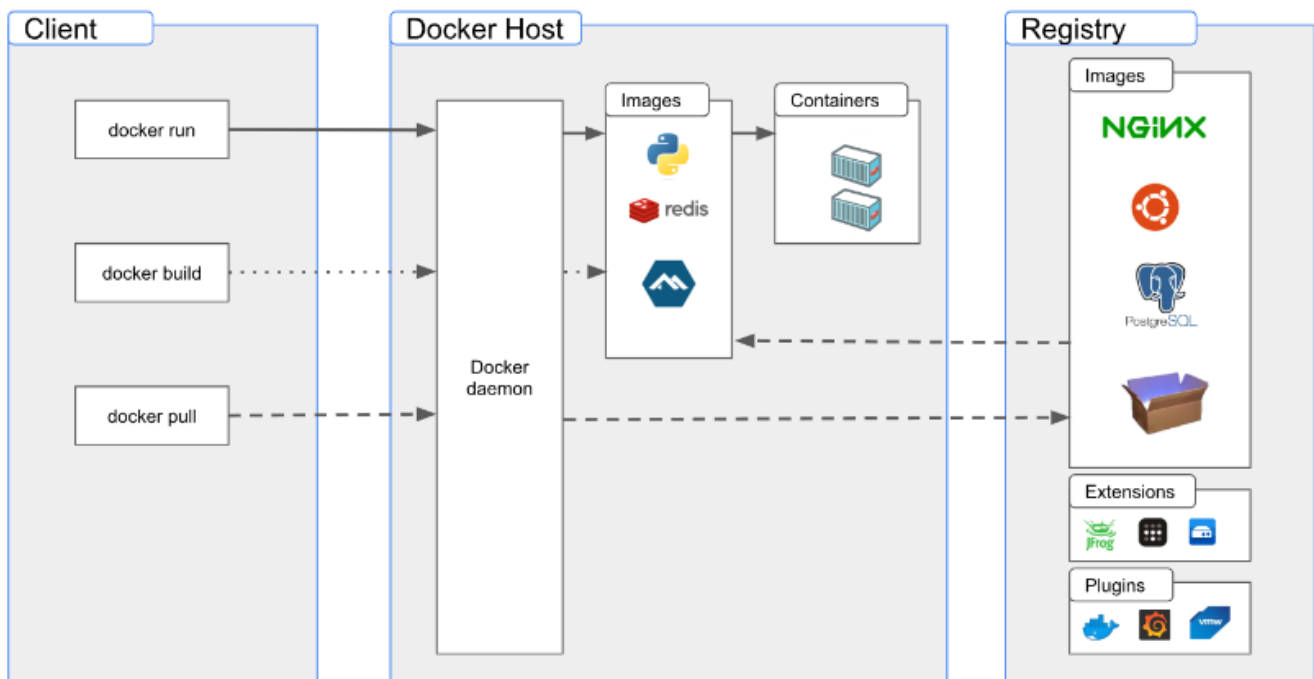 Client
docker run
docker build
docker pull
Docker Host
Docker
daemon
Images
redis
Containers
Registry
Images
NGINX
PostgreSQL
Extensions
JFrog
Plugins
vmw